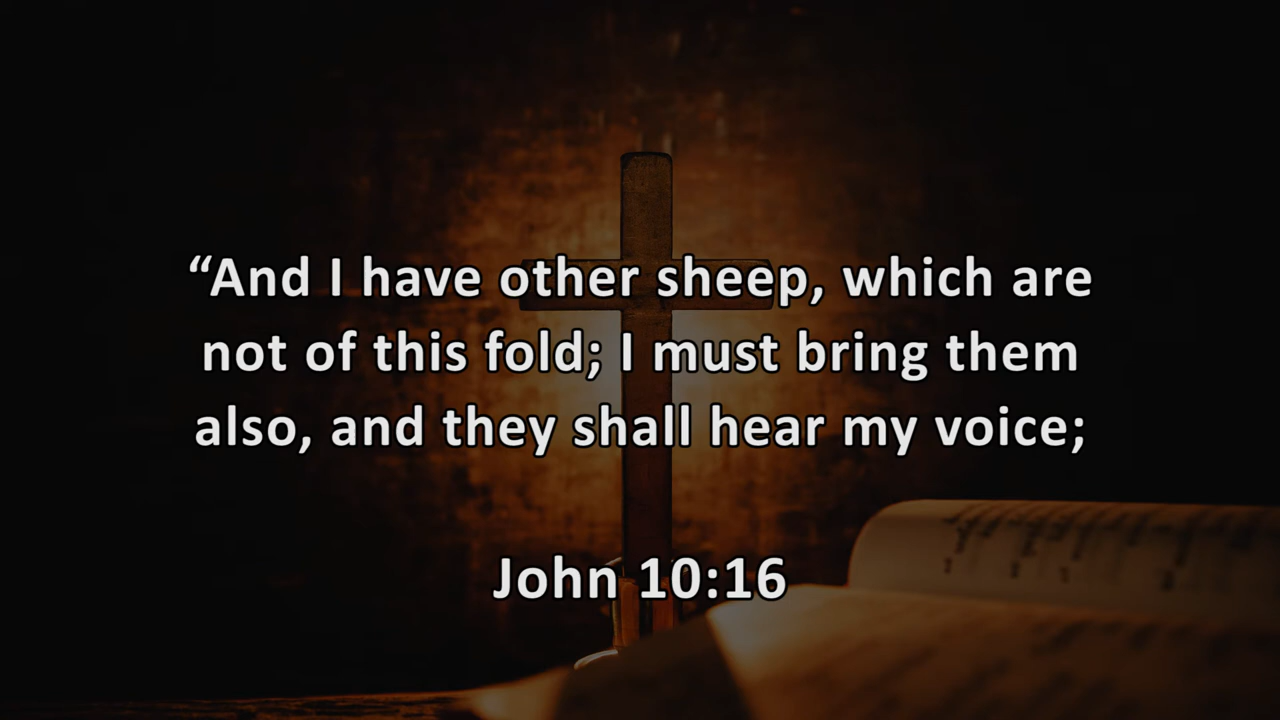 “And I have other sheep, which are
not of this fold; I must bring them
also, and they shall hear my voice;
John 10:16